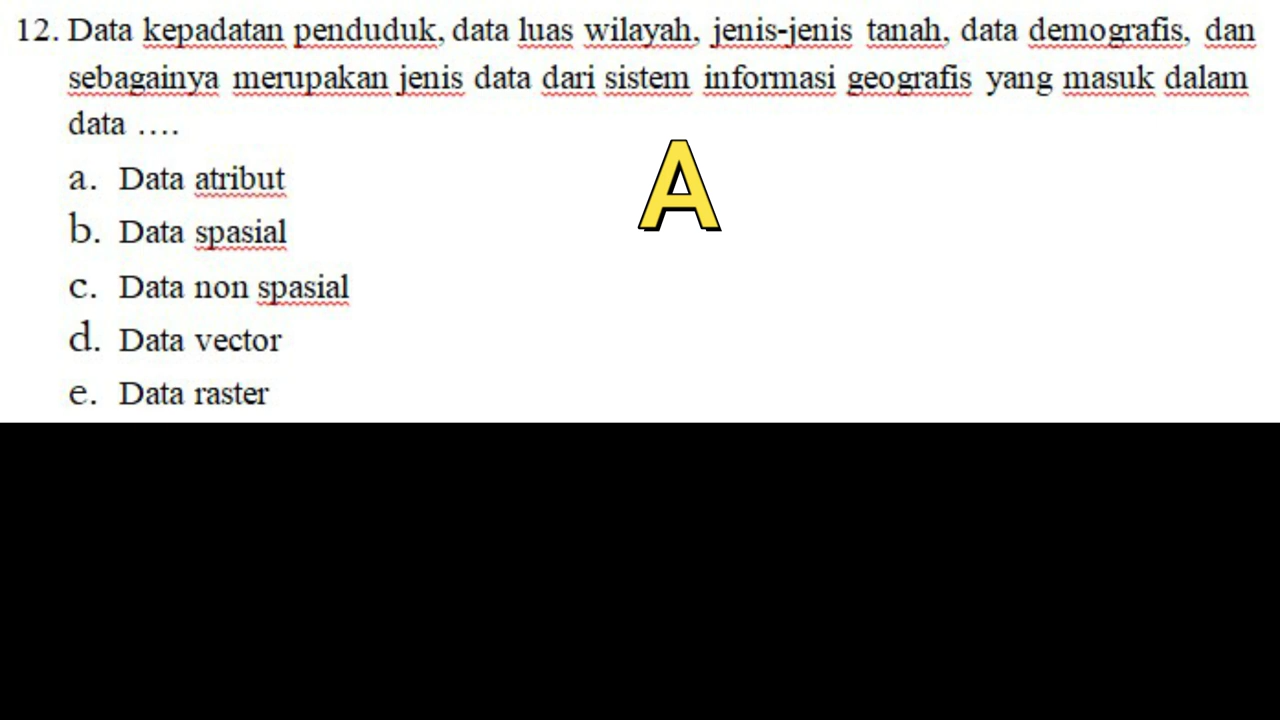 12. Data kepadatan penduduk, data luas wilayah, jenis-jenis tanah, data demografis, dan
sebagainya merupakan jenis data dari sistem informasi geografis yang masuk dalam
data ....
A
a. Data atribut
b. Data spasial
c. Data non spasial
d. Data vector
e. Data raster